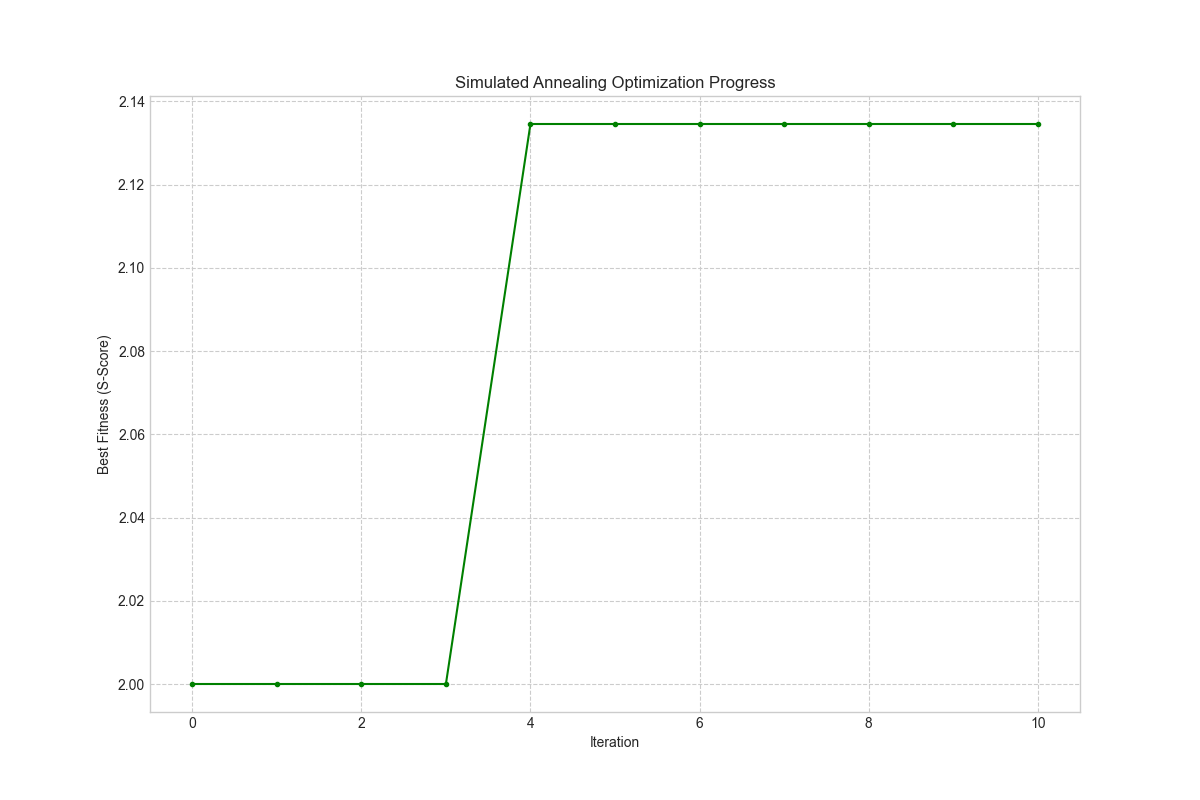 Simulated Annealing Optimization Progress
2.14
2.12
2.10
2.08
2.06
2.04
2.02
2.00
Best Fitness (S-Score)
0 2 4 6 8 10
Iteration